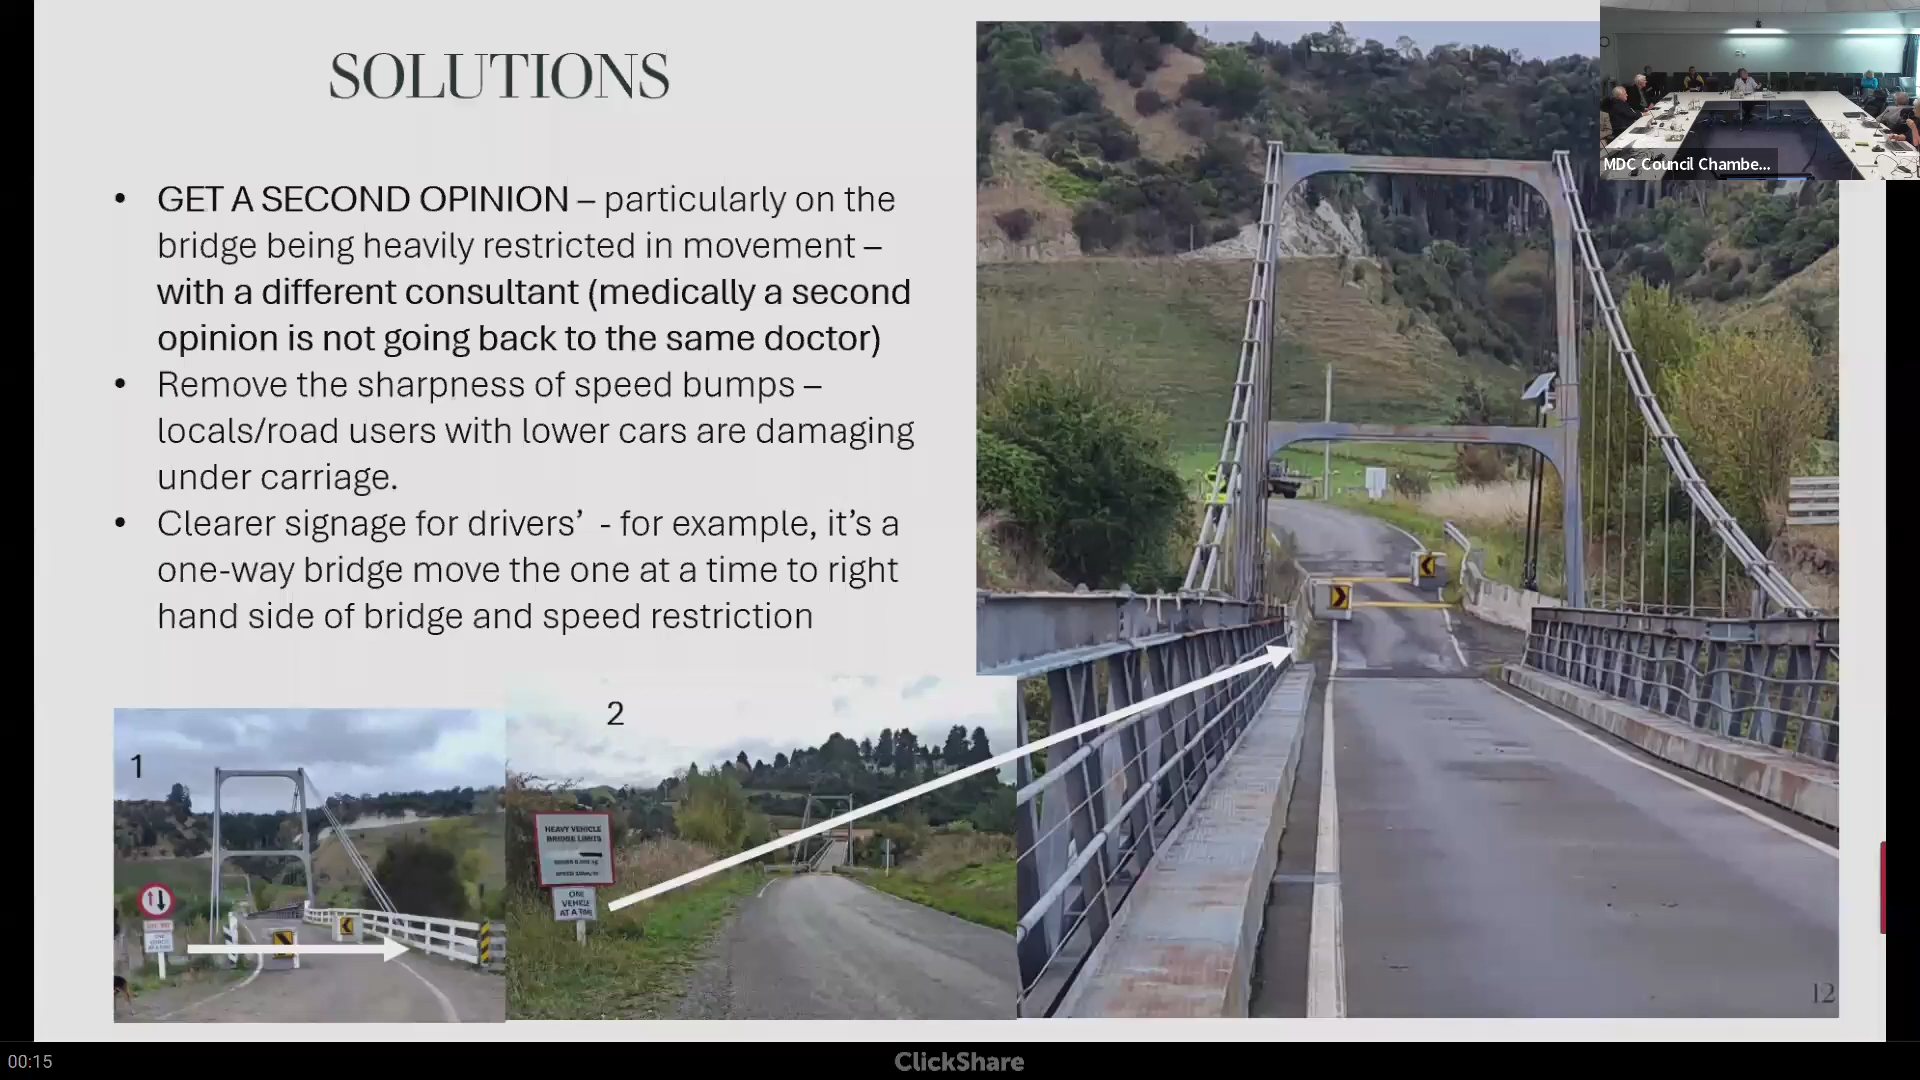 SOLUTIONS
• GET A SECOND OPINION – particularly on the
bridge being heavily restricted in movement –
with a different consultant (medically a second
opinion is not going back to the same doctor)
• Remove the sharpness of speed bumps –
locals/road users with lower cars are damaging
under carriage.
• Clearer signage for drivers’  - for example, it’s a
one-way bridge move the one at a time to right
hand side of bridge and speed restriction
MDC Council Chambe...
1
2
HEAVY VEHICLE
BRIDGE LIMITS
ONE
VEHICLE
AT A TIME
12
00:15
ClickShare